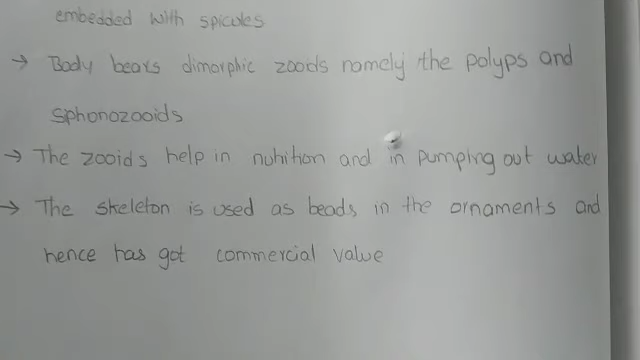 embedded with spicules
→ Body bears dimorphic zooids namely the polyps and
sphonozooids
→ The zooids help in nutrition and in pumping out water
→ The skeleton is used as beads in the ornaments and
hence has got commercial value